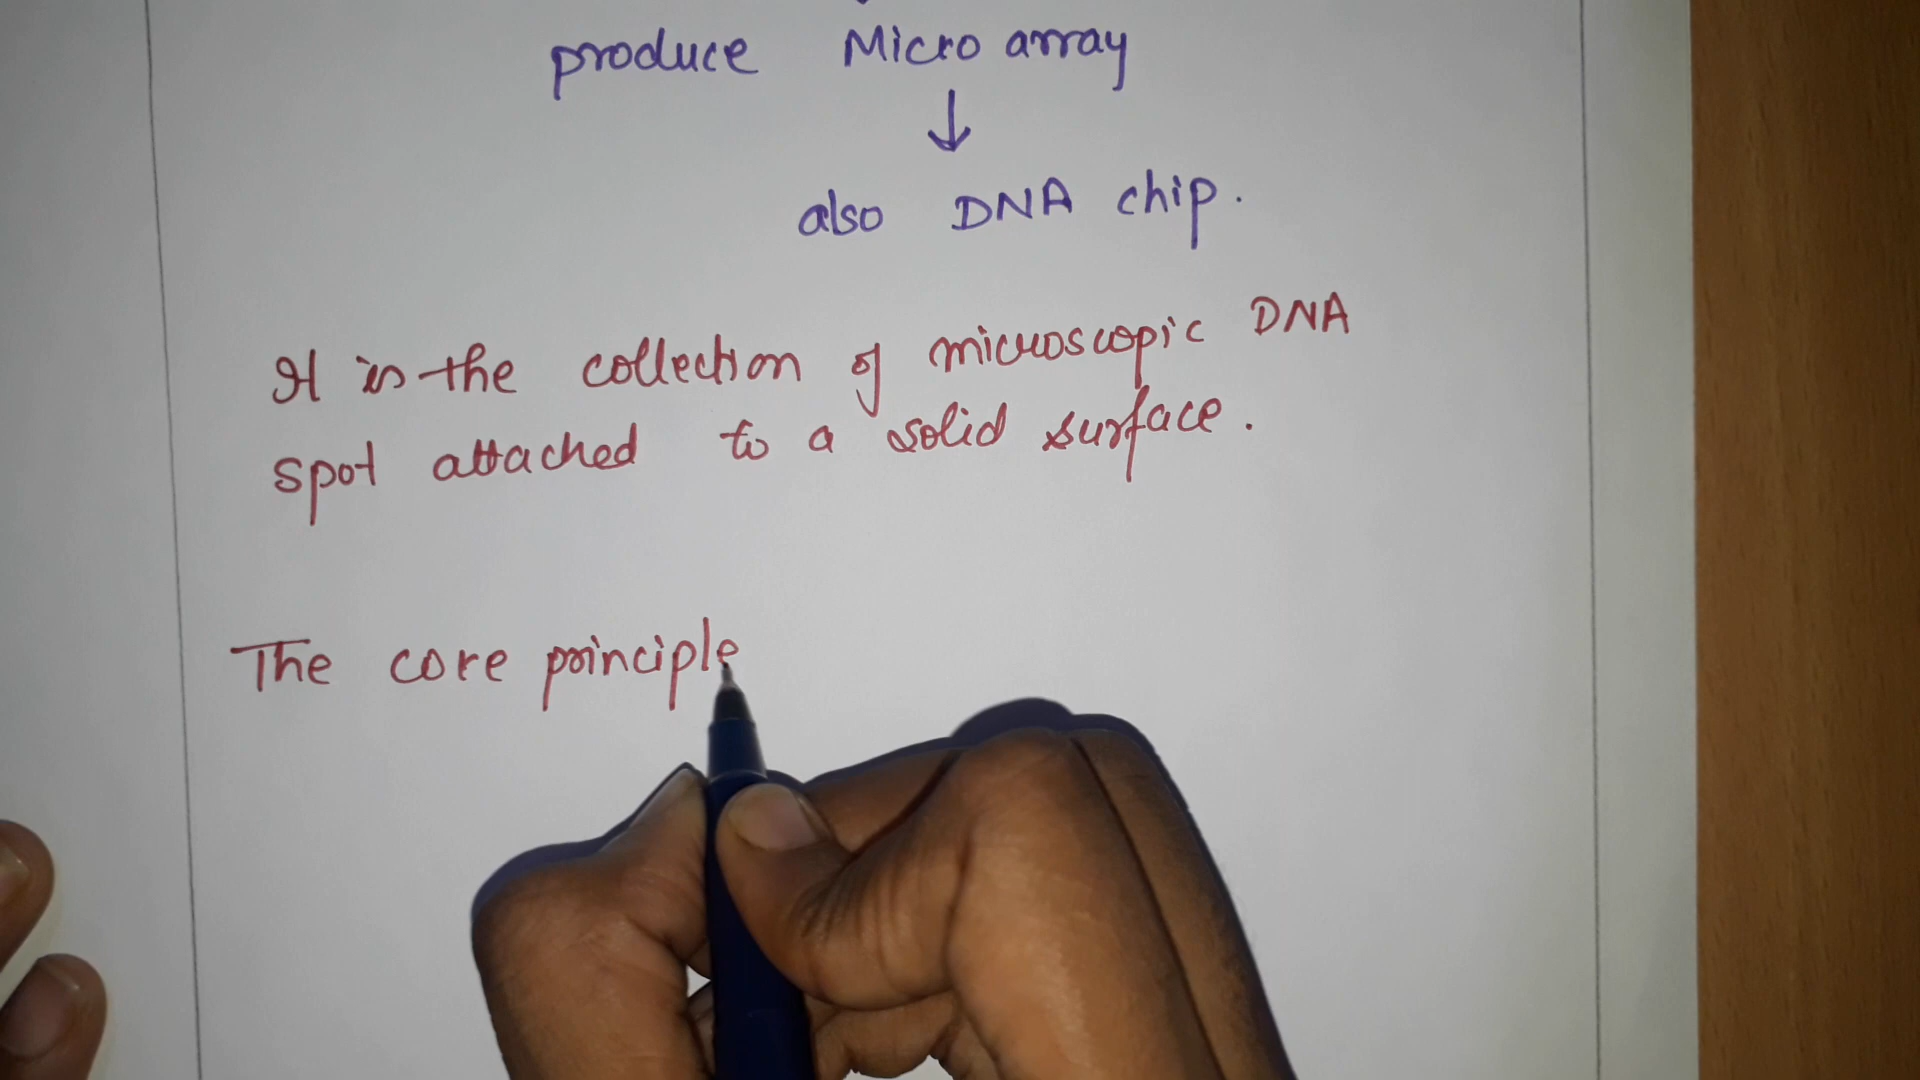 produce Micro array
↓
also DNA chip.
It is the collection of microscopic DNA
spot attached to a solid surface.
The core principle